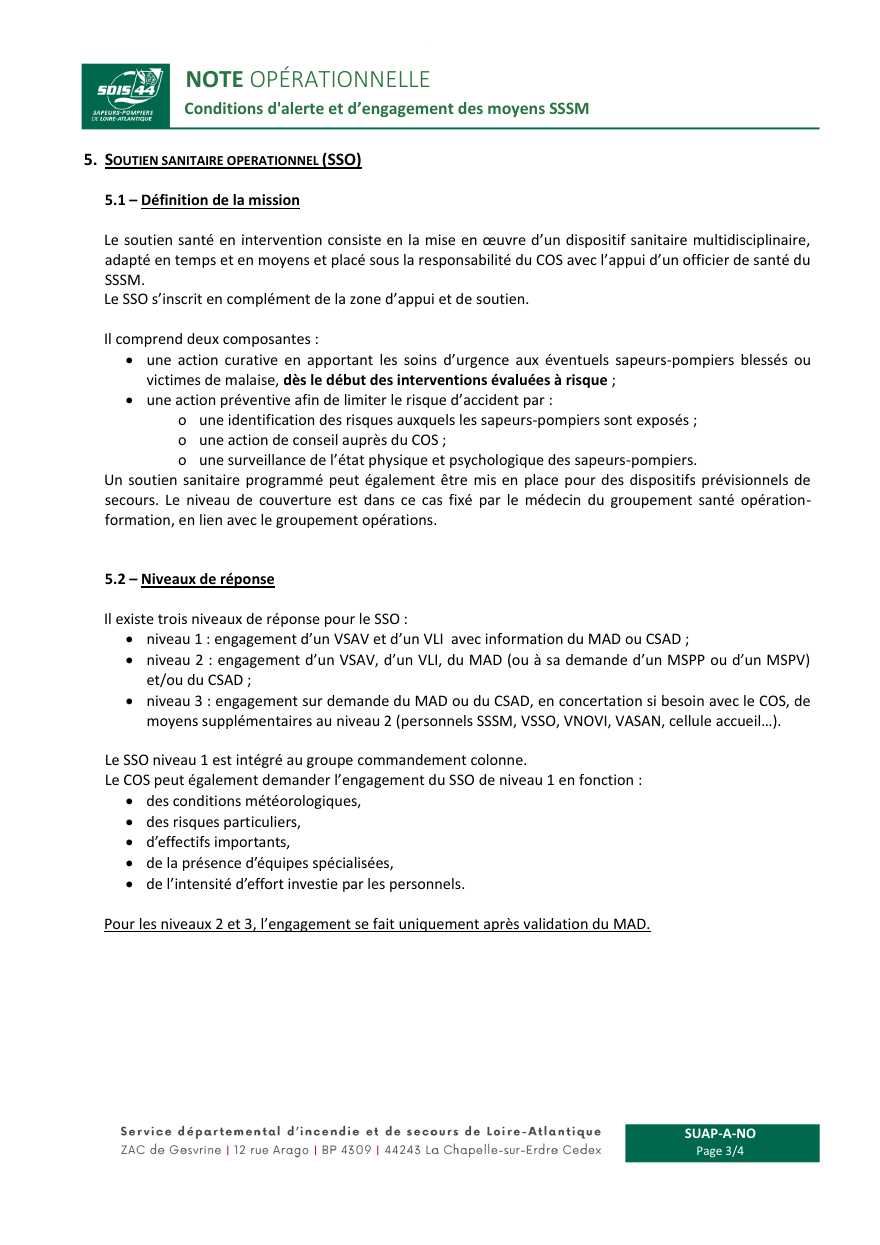 SDIS 44
SAPEURS-POMPIERS
DE LOIRE-ATLANTIQUE
NOTE OPÉRATIONNELLE
Conditions d'alerte et d’engagement des moyens SSSM
5. SOUTIEN SANITAIRE OPERATIONNEL (SSO)
5.1 – Définition de la mission
Le soutien santé en intervention consiste en la mise en œuvre d’un dispositif sanitaire multidisciplinaire,
adapté en temps et en moyens et placé sous la responsabilité du COS avec l’appui d’un officier de santé du
SSSM.
Le SSO s’inscrit en complément de la zone d’appui et de soutien.
Il comprend deux composantes :
• une action curative en apportant les soins d’urgence aux éventuels sapeurs-pompiers blessés ou
victimes de malaise, dès le début des interventions évaluées à risque ;
• une action préventive afin de limiter le risque d’accident par :
o une identification des risques auxquels les sapeurs-pompiers sont exposés ;
o une action de conseil auprès du COS ;
o une surveillance de l’état physique et psychologique des sapeurs-pompiers.
Un soutien sanitaire programmé peut également être mis en place pour des dispositifs prévisionnels de
secours. Le niveau de couverture est dans ce cas fixé par le médecin du groupement santé opération-
formation, en lien avec le groupement opérations.
5.2 – Niveaux de réponse
Il existe trois niveaux de réponse pour le SSO :
• niveau 1 : engagement d’un VSAV et d’un VLI avec information du MAD ou CSAD ;
• niveau 2 : engagement d’un VSAV, d’un VLI, du MAD (ou à sa demande d’un MSPP ou d’un MSPV)
et/ou du CSAD ;
• niveau 3 : engagement sur demande du MAD ou du CSAD, en concertation si besoin avec le COS, de
moyens supplémentaires au niveau 2 (personnels SSSM, VSSO, VNOVI, VASAN, cellule accueil…).
Le SSO niveau 1 est intégré au groupe commandement colonne.
Le COS peut également demander l’engagement du SSO de niveau 1 en fonction :
• des conditions météorologiques,
• des risques particuliers,
• d’effectifs importants,
• de la présence d’équipes spécialisées,
• de l’intensité d’effort investie par les personnels.
Pour les niveaux 2 et 3, l’engagement se fait uniquement après validation du MAD.
Service départemental d’incendie et de secours de Loire-Atlantique
ZAC de Gesvrine | 12 rue Arago | BP 4309 | 44243 La Chapelle-sur-Erdre Cedex
SUAP-A-NO
Page 3/4